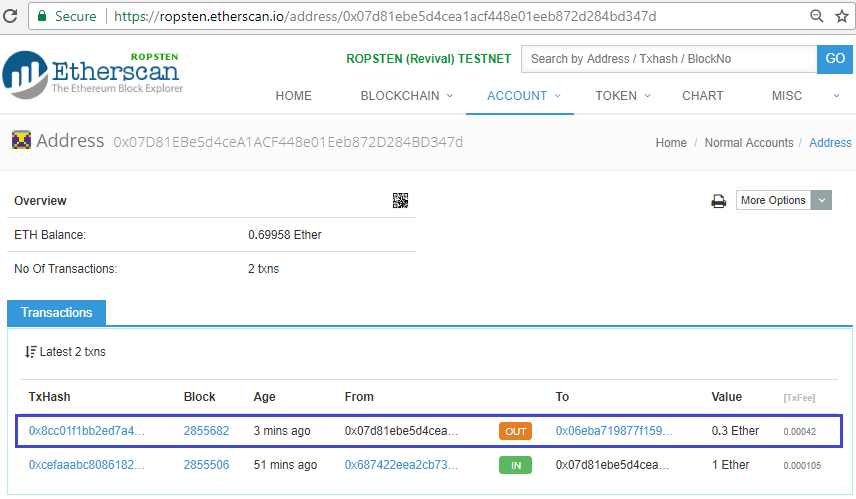 Secure https://ropsten.etherscan.io/address/0x07d81ebe5d4cea1acf448e01eeb872d284bd347d
ROPSTEN
Etherscan
The Ethereum Block Explorer
ROPSTEN (Revival) TESTNET Search by Address / Txhash / BlockNo GO
HOME BLOCKCHAIN ACCOUNT TOKEN CHART MISC
Address 0x07D81EBe5d4ceA1ACF448e01Eeb872D284BD347d Home / Normal Accounts / Address
Overview More Options
ETH Balance: 0.69958 Ether
No Of Transactions: 2 txns
Transactions
Latest 2 txns
TxHash Block Age From To Value [TxFee]
0x8cc01f1bb2ed7a4... 2855682 3 mins ago 0x07d81ebe5d4cea... OUT 0x06eba719877f159... 0.3 Ether 0.00042
0xcefaaabc8086182... 2855506 51 mins ago 0x687422eea2cb73... IN 0x07d81ebe5d4cea... 1 Ether 0.000105